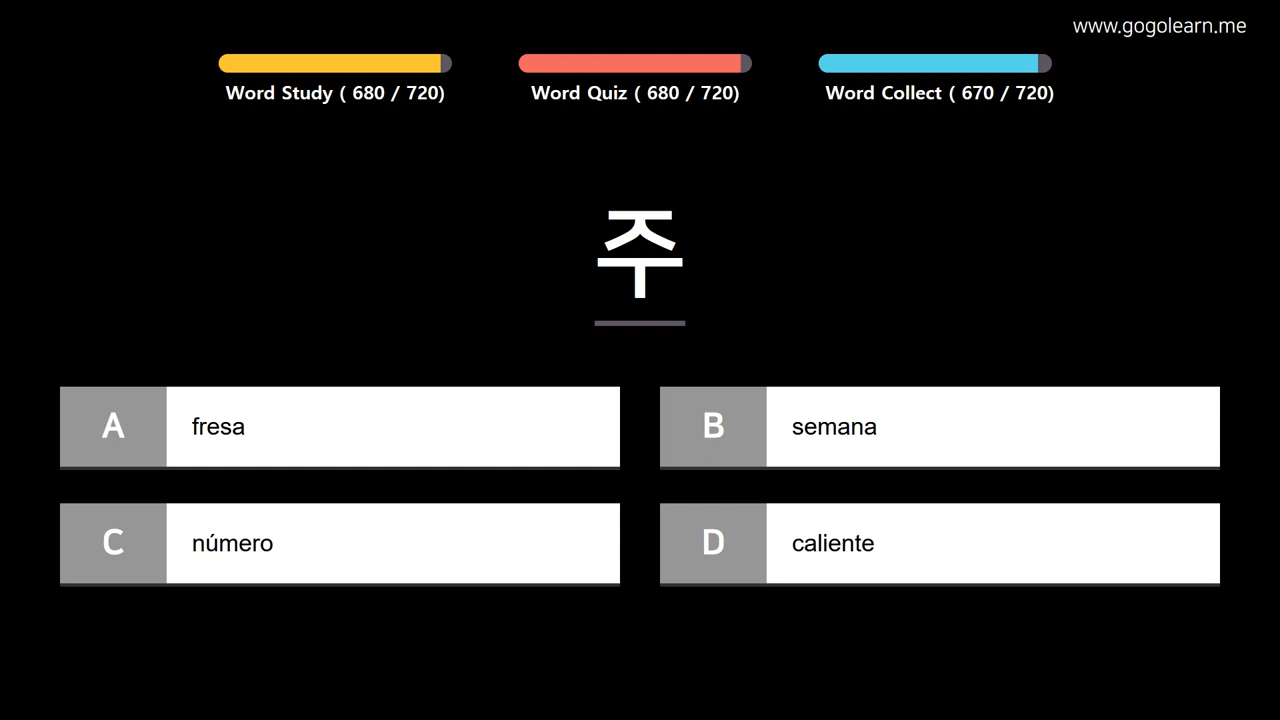 www.gogolearn.me
Word Study ( 680 / 720)
Word Quiz ( 680 / 720)
Word Collect ( 670 / 720)
주
A fresa
B semana
C número
D caliente